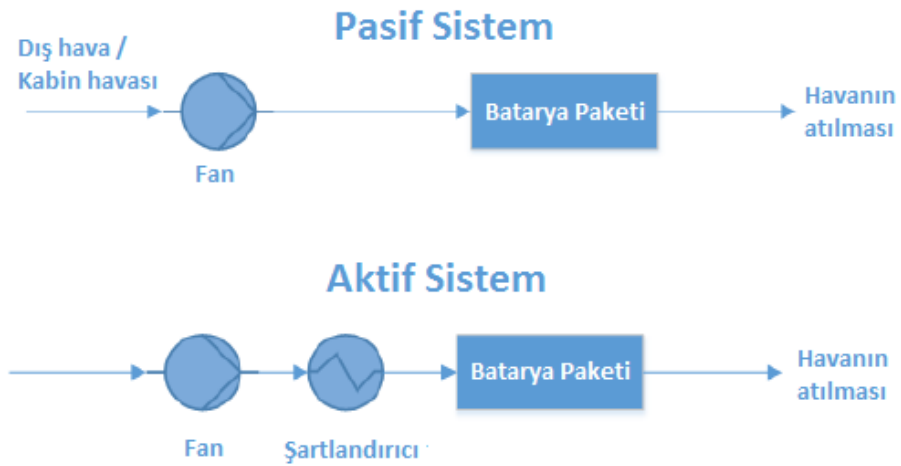 Pasif Sistem
Dış hava /
Kabin havası
Fan
Batarya Paketi
Havanın
atılması
Aktif Sistem
Fan
Şartlandırıcı
Batarya Paketi
Havanın
atılması